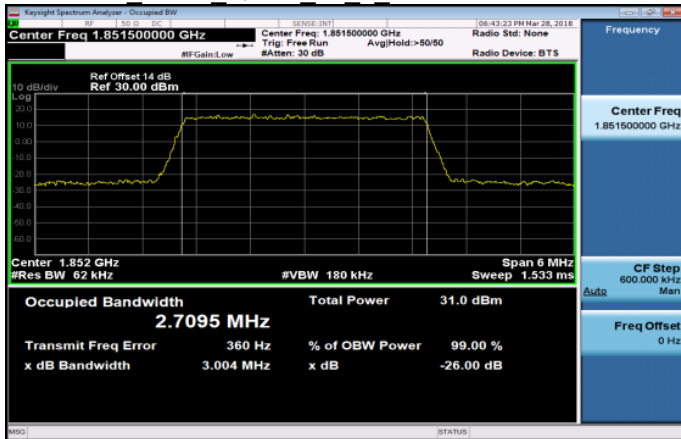 Keysight Spectrum Analyzer - Occupied BW
RF 50 Ω DC SENSE:INT 06:43:23 PM Mar 28, 2018
Center Freq 1.851500000 GHz
Center Freq: 1.851500000 GHz
Radio Std: None
Trig: Free Run Avg|Hold:>50/50
#IFGain:Low #Atten: 30 dB Radio Device: BTS
Frequency
Ref Offset 14 dB
10 dB/div Ref 30.00 dBm
Log
20.0
10.0
0.00
-10.0
-20.0
-30.0
-40.0
-50.0
-60.0
Center Freq
1.851500000 GHz
Center 1.852 GHz Span 6 MHz
#Res BW 62 kHz #VBW 180 kHz Sweep 1.533 ms
CF Step
600.000 kHz
Auto Man
Occupied Bandwidth Total Power 31.0 dBm
2.7095 MHz
Freq Offset
0 Hz
Transmit Freq Error 360 Hz % of OBW Power 99.00 %
x dB Bandwidth 3.004 MHz x dB -26.00 dB
MSG STATUS